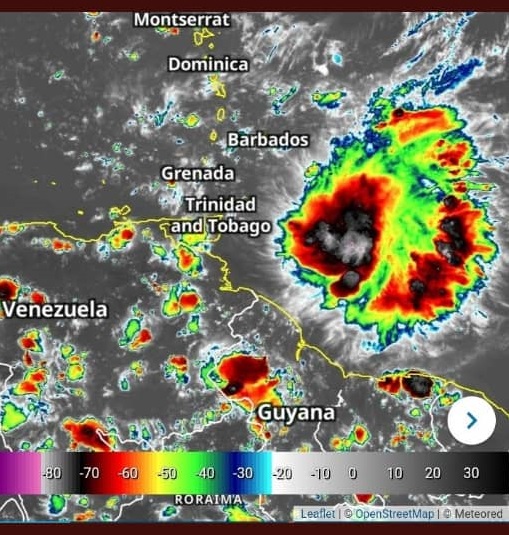 Montserrat
Dominica
Barbados
Grenada
Trinidad
and Tobago
Venezuela
Guyana
-80 -70 -60 -50 -40 -30 -20 -10 0 10 20 30
RORAIMA
Leaflet | © OpenStreetMap | © Meteored